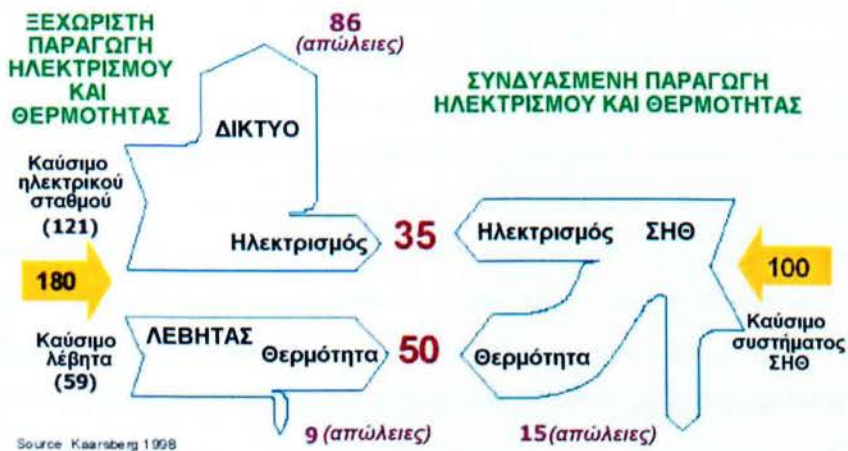 ΞΕΧΩΡΙΣΤΗ
ΠΑΡΑΓΩΓΗ
ΗΛΕΚΤΡΙΣΜΟΥ
ΚΑΙ
ΘΕΡΜΟΤΗΤΑΣ
86
(απώλειες)
ΣΥΝΔΥΑΣΜΕΝΗ ΠΑΡΑΓΩΓΗ
ΗΛΕΚΤΡΙΣΜΟΥ ΚΑΙ ΘΕΡΜΟΤΗΤΑΣ
ΔΙΚΤΥΟ
Καύσιμο
ηλεκτρικού
σταθμού
(121)
Ηλεκτρισμός
35
Ηλεκτρισμός
ΣΗΘ
180
100
ΛΕΒΗΤΑΣ
Καύσιμο
λέβητα
(59)
Θερμότητα
50
Θερμότητα
Καύσιμο
συστήματος
ΣΗΘ
9 (απώλειες)
15 (απώλειες)
Source Kaarsberg 1998